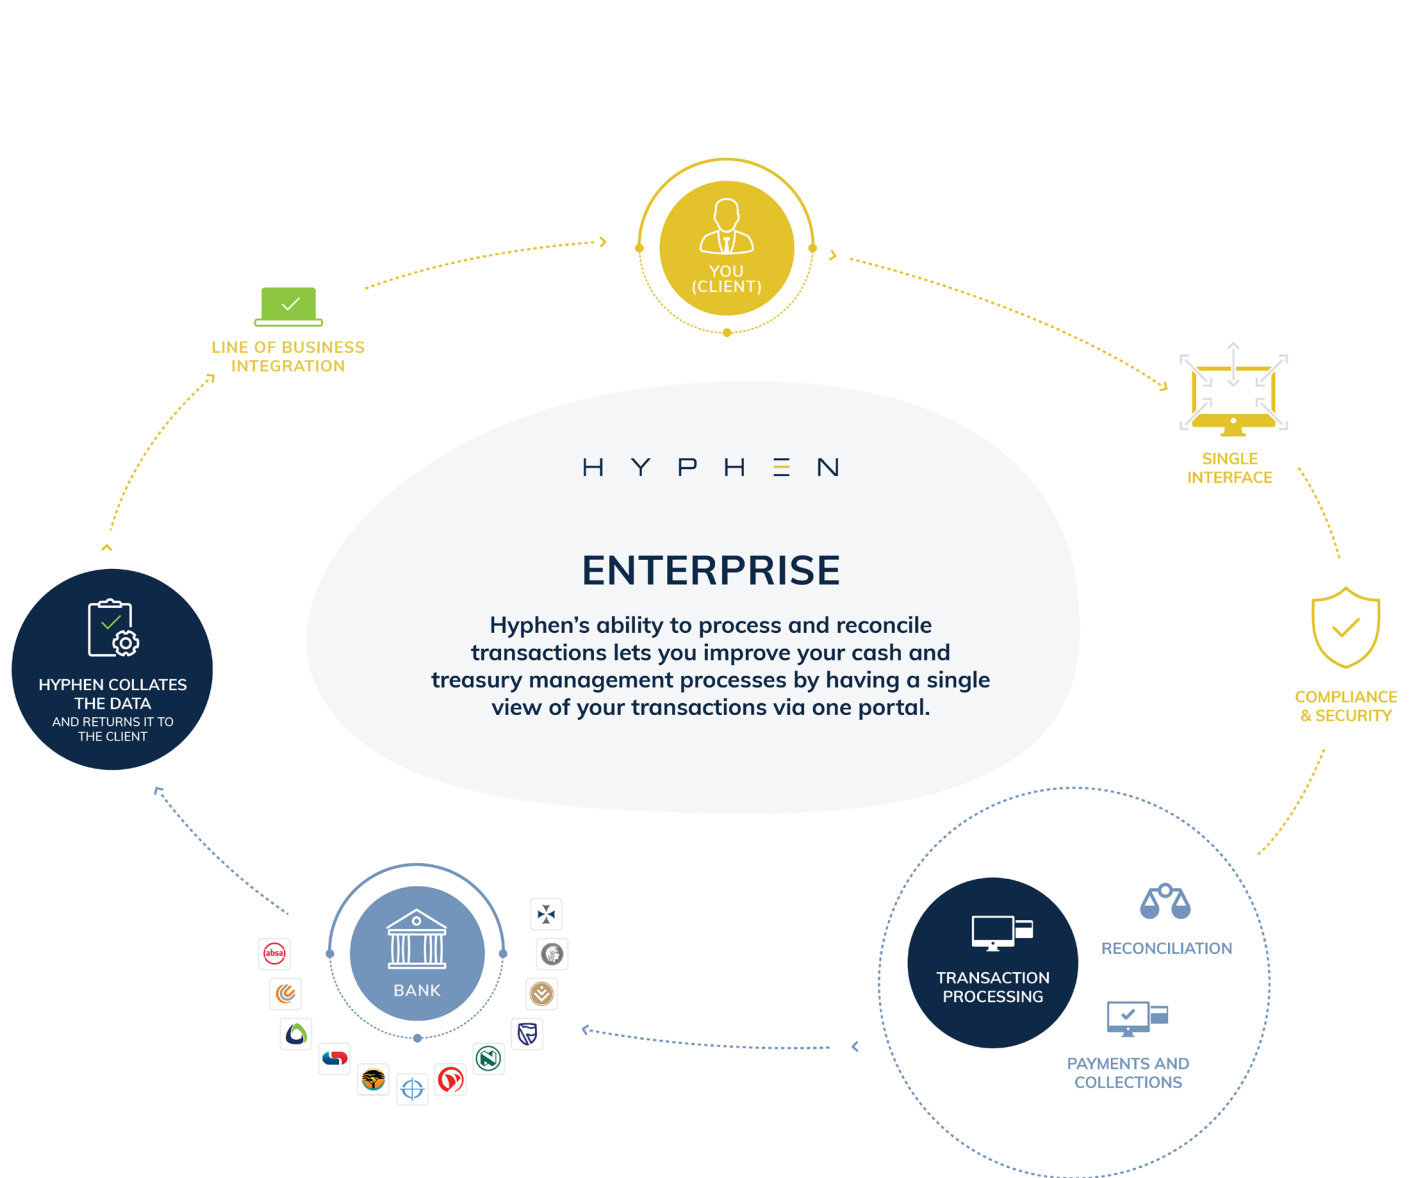 YOU
(CLIENT)
LINE OF BUSINESS
INTEGRATION
SINGLE
INTERFACE
HYPHEN
ENTERPRISE
Hyphen’s ability to process and reconcile
transactions lets you improve your cash and
treasury management processes by having a single
view of your transactions via one portal.
COMPLIANCE
& SECURITY
HYPHEN COLLATES
THE DATA
AND RETURNS IT TO
THE CLIENT
TRANSACTION
PROCESSING
RECONCILIATION
PAYMENTS AND
COLLECTIONS
BANK
absa